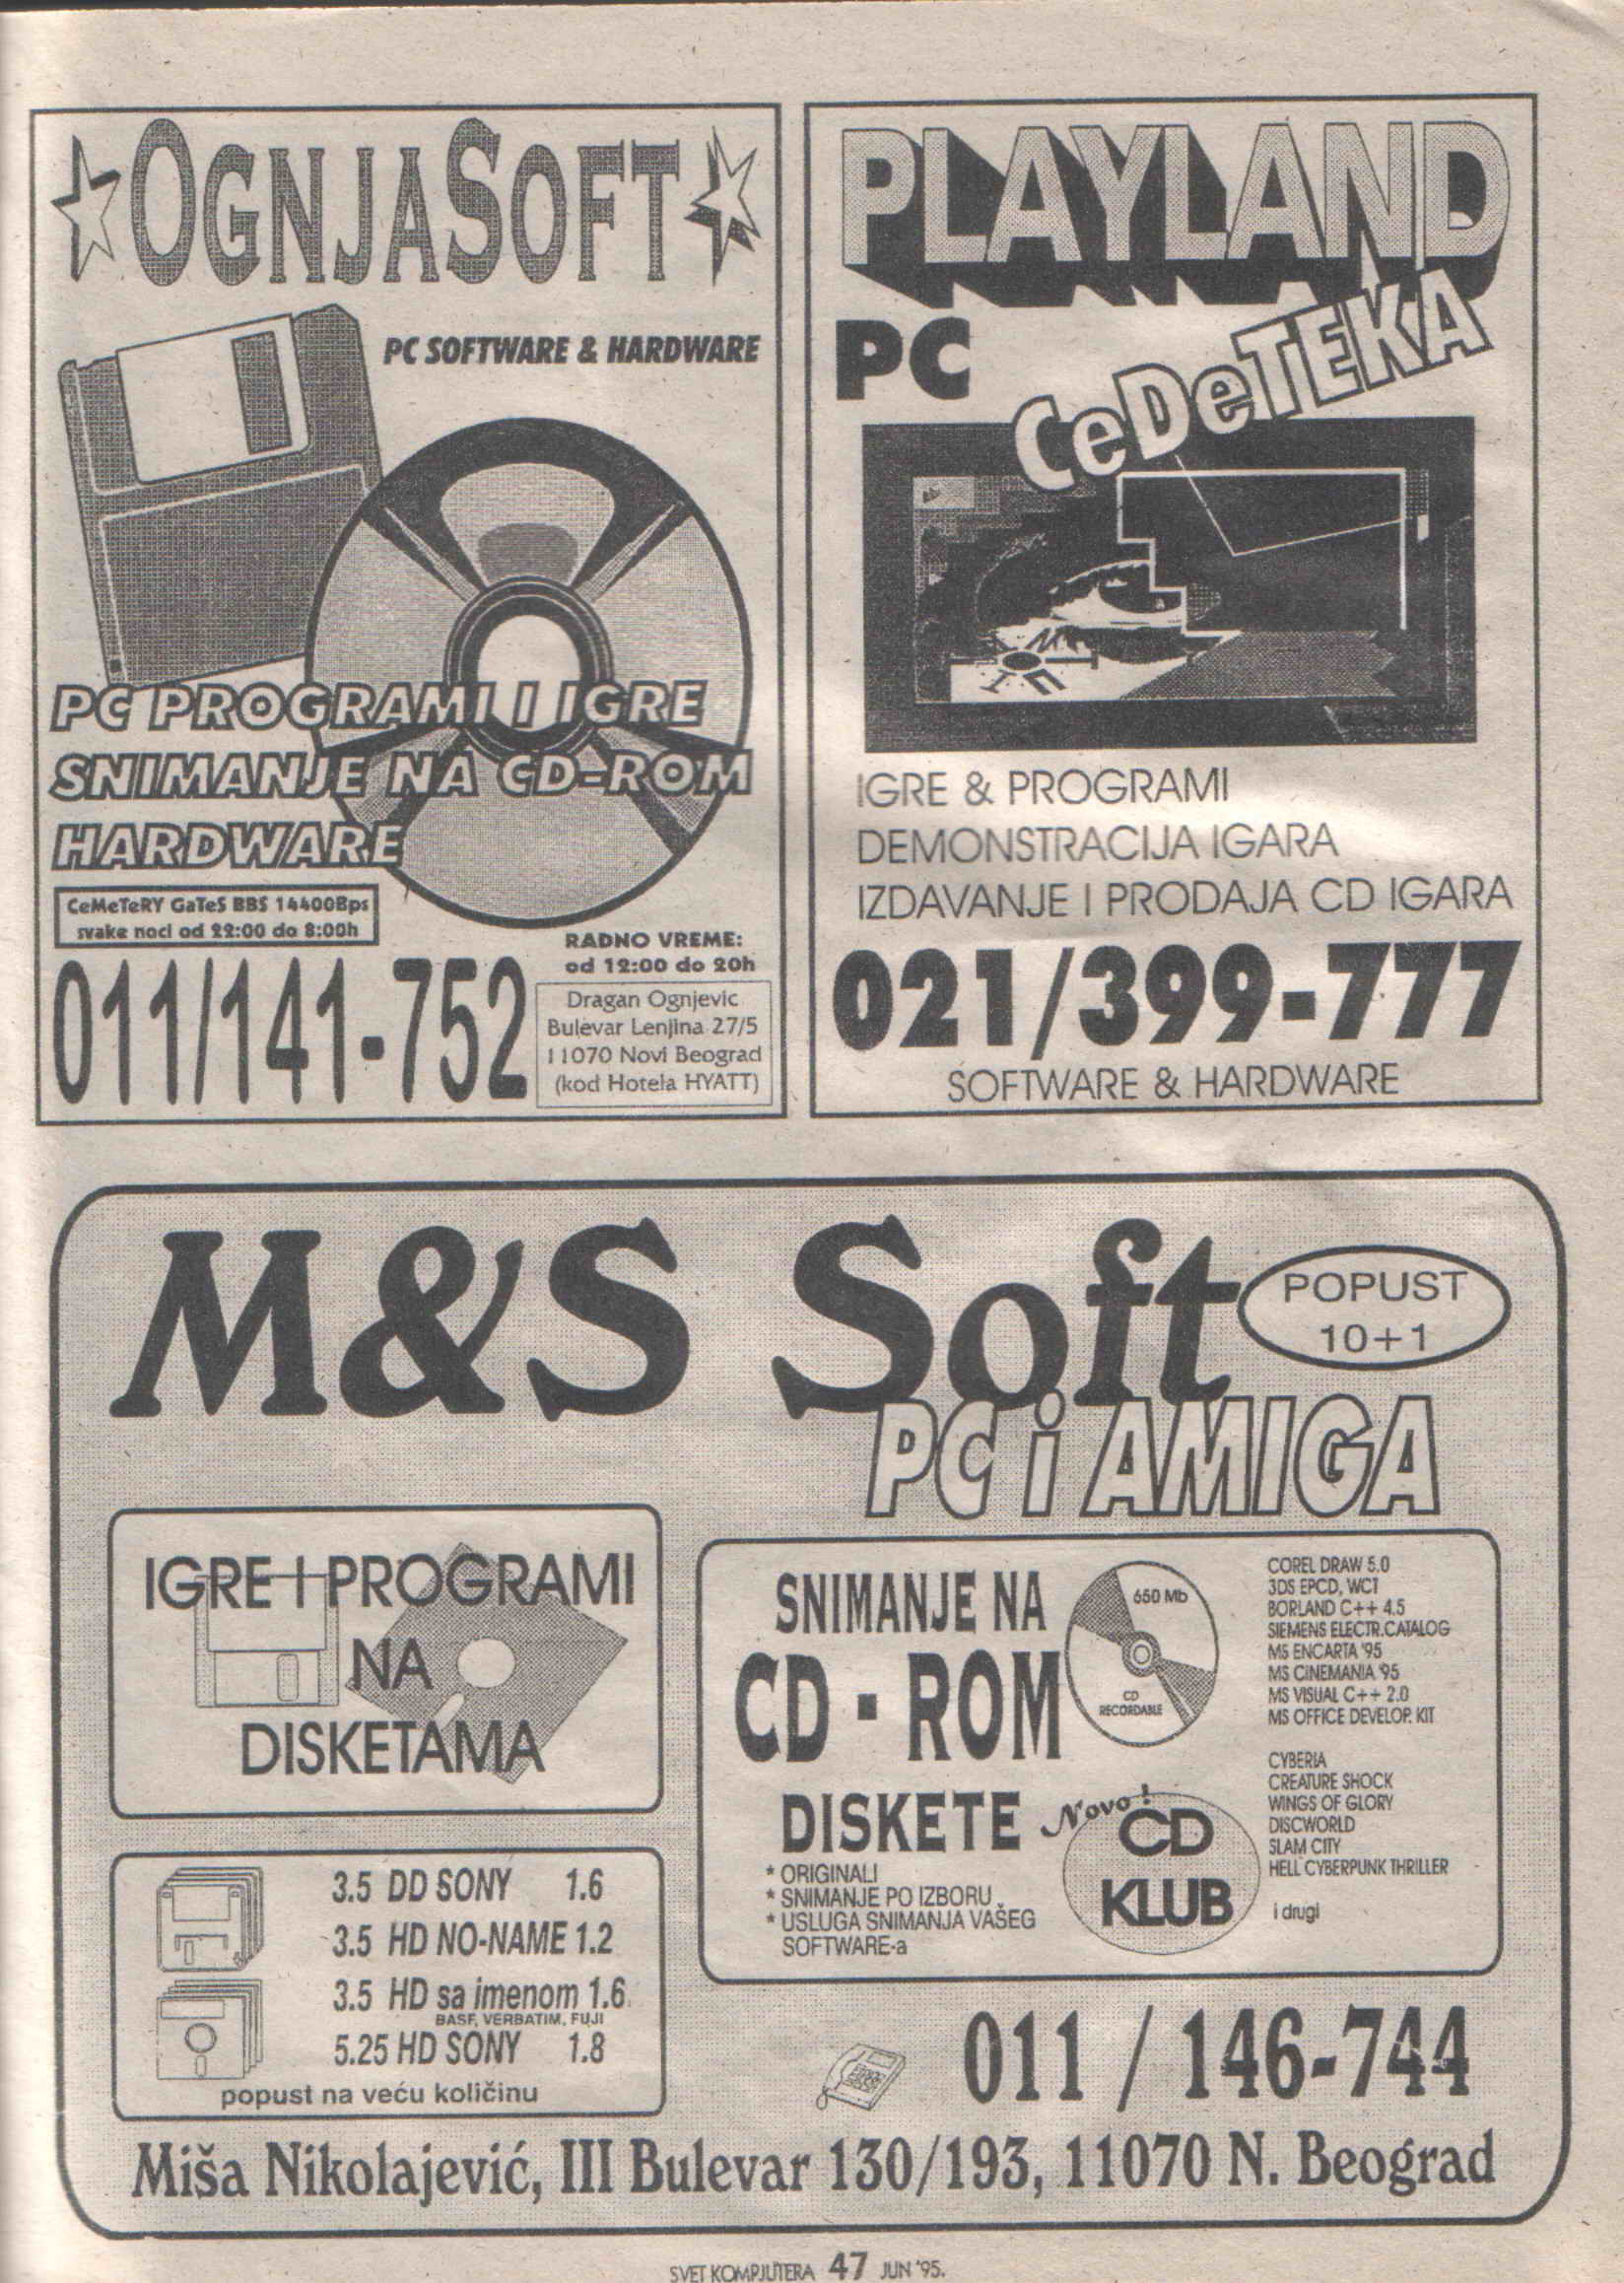 OGNJASOFT
PC SOFTWARE & HARDWARE
PC PROGRAMI I IGRE
SNIMANJE NA CD-ROM
HARDWARE
CeMeTeRY GaTeS BBS 14400Bps
svake noci od 22:00 do 8:00h
RADNO VREME:
od 12:00 do 20h
011/141-752
Dragan Ognjevic
Bulevar Lenjina 27/5
11070 Novi Beograd
(kod Hotela HYATT)
PLAYLAND
PC
CeDeTEKA
IGRE & PROGRAMI
DEMONSTRACIJA IGARA
IZDAVANJE I PRODAJA CD IGARA
021/399-777
SOFTWARE & HARDWARE
M&S Soft
POPUST
10+1
PC i AMIGA
IGRE I PROGRAMI
NA
DISKETAMA
3.5 DD SONY 1.6
3.5 HD NO-NAME 1.2
3.5 HD sa imenom 1.6
BASF, VERBATIM, FUJI
5.25 HD SONY 1.8
popust na veću količinu
SNIMANJE NA
CD - ROM
DISKETE
* ORIGINALI
* SNIMANJE PO IZBORU
* USLUGA SNIMANJA VAŠEG
SOFTWARE-a
650 Mb
CD
RECORDABLE
Novo !
CD
KLUB
COREL DRAW 5.0
3DS EPCD, WC1
BORLAND C++ 4.5
SIEMENS ELECTR.CATALOG
MS ENCARTA '95
MS CINEMANIA '95
MS VISUAL C++ 2.0
MS OFFICE DEVELOP. KIT
CYBERIA
CREATURE SHOCK
WINGS OF GLORY
DISCWORLD
SLAM CITY
HELL CYBERPUNK THRILLER
i drugi
011 / 146-744
Miša Nikolajević, III Bulevar 130/193, 11070 N. Beograd
SVET KOMPJUTERA 47 JUN '95.